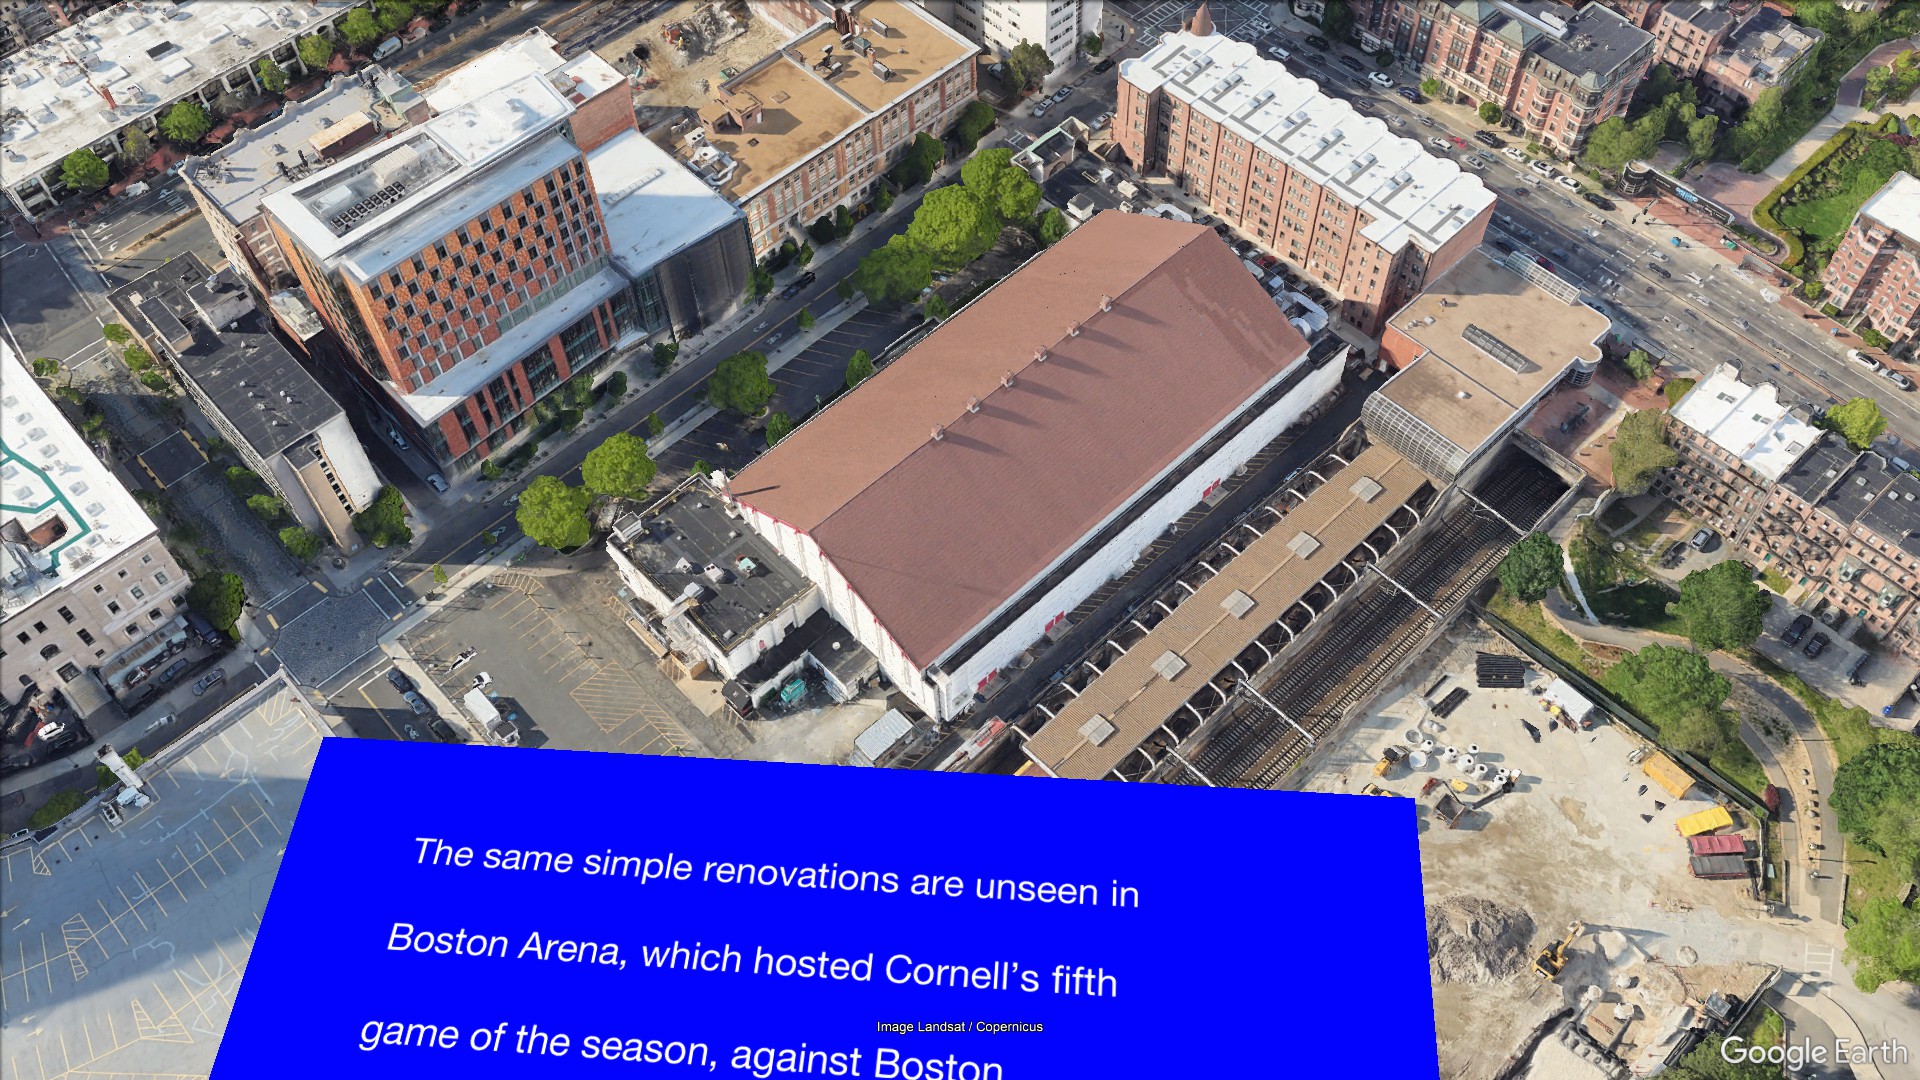 The same simple renovations are unseen in
Boston Arena, which hosted Cornell’s fifth
game of the season, against Boston
Image Landsat / Copernicus
Google Earth